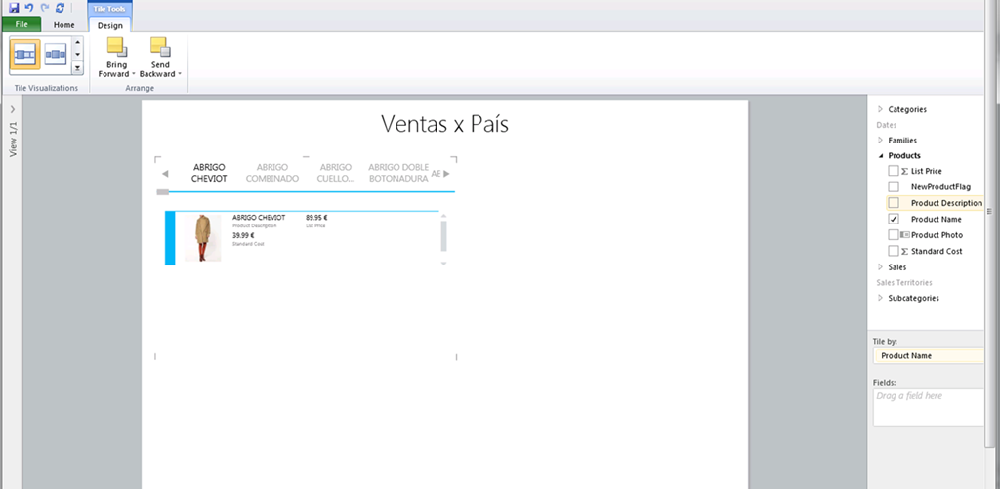 Tile Tools
File
Home
Design
Bring
Forward
Send
Backward
Tile Visualizations
Arrange
View 1/1
Ventas x País
ABRIGO
CHEVIOT
ABRIGO
COMBINADO
ABRIGO
CUELLO...
ABRIGO DOBLE
BOTONADURA
AE
ABRIGO CHEVIOT
Product Description
39.99 €
Standard Cost
89.95 €
List Price
Categories
Dates
Families
Products
Σ List Price
NewProductFlag
Product Description
Product Name
Product Photo
Σ Standard Cost
Sales
Sales Territories
Subcategories
Tile by:
Product Name
Fields:
Drag a field here